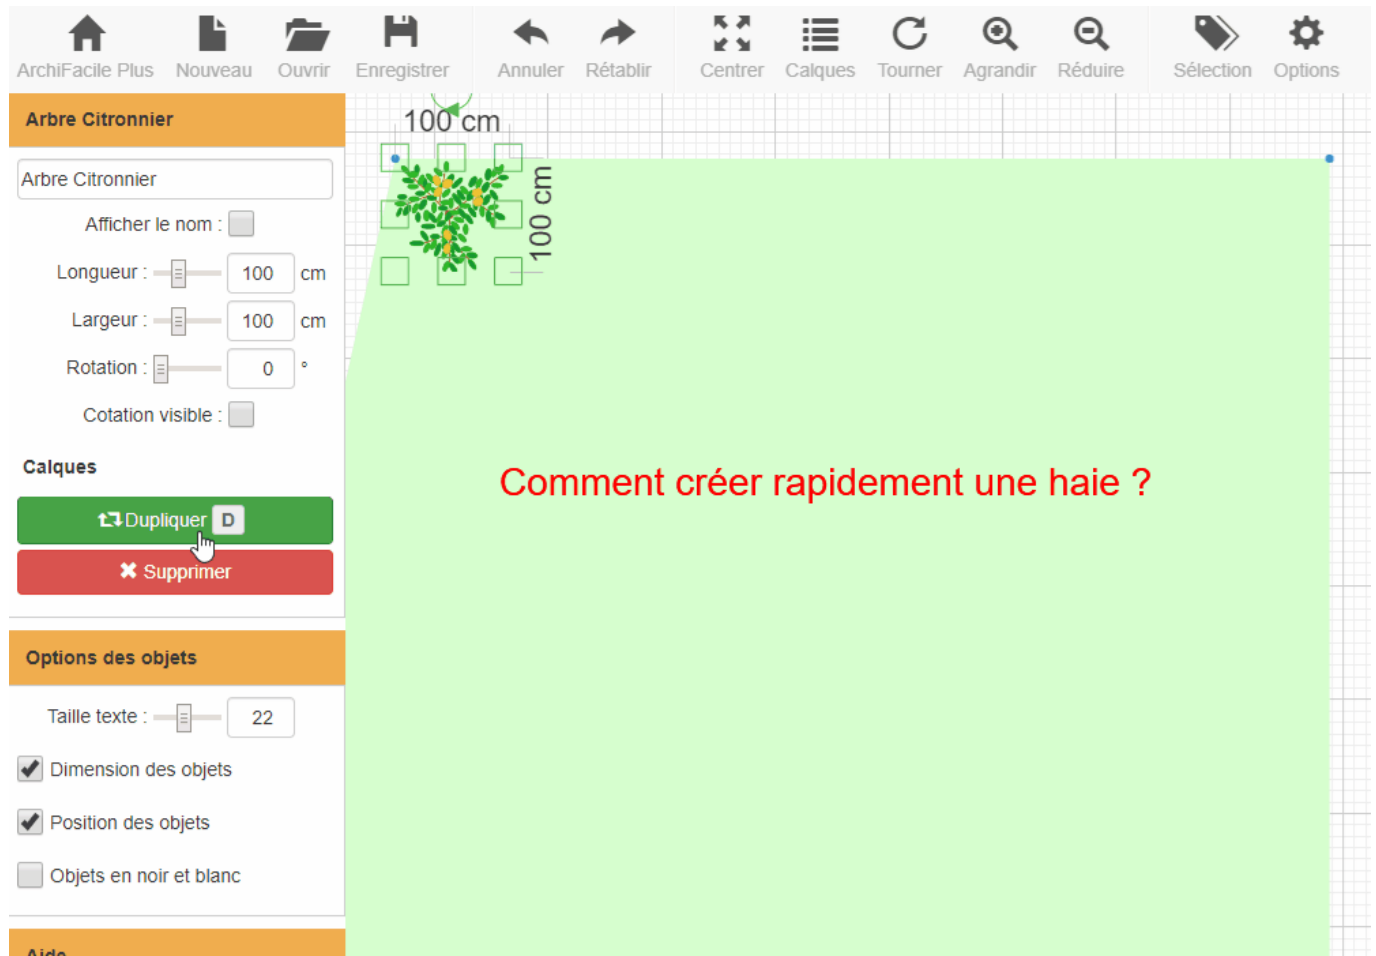 ArchiFacile Plus Nouveau Ouvrir Enregistrer Annuler Rétablir Centrer Calques Tourner Agrandir Réduire Sélection Options
Arbre Citronnier
Arbre Citronnier
Afficher le nom :
Longueur : 100 cm
Largeur : 100 cm
Rotation : 0 °
Cotation visible :
Calques
Dupliquer D
Supprimer
Options des objets
Taille texte : 22
Dimension des objets
Position des objets
Objets en noir et blanc
Aide
100 cm
100 cm
Comment créer rapidement une haie ?